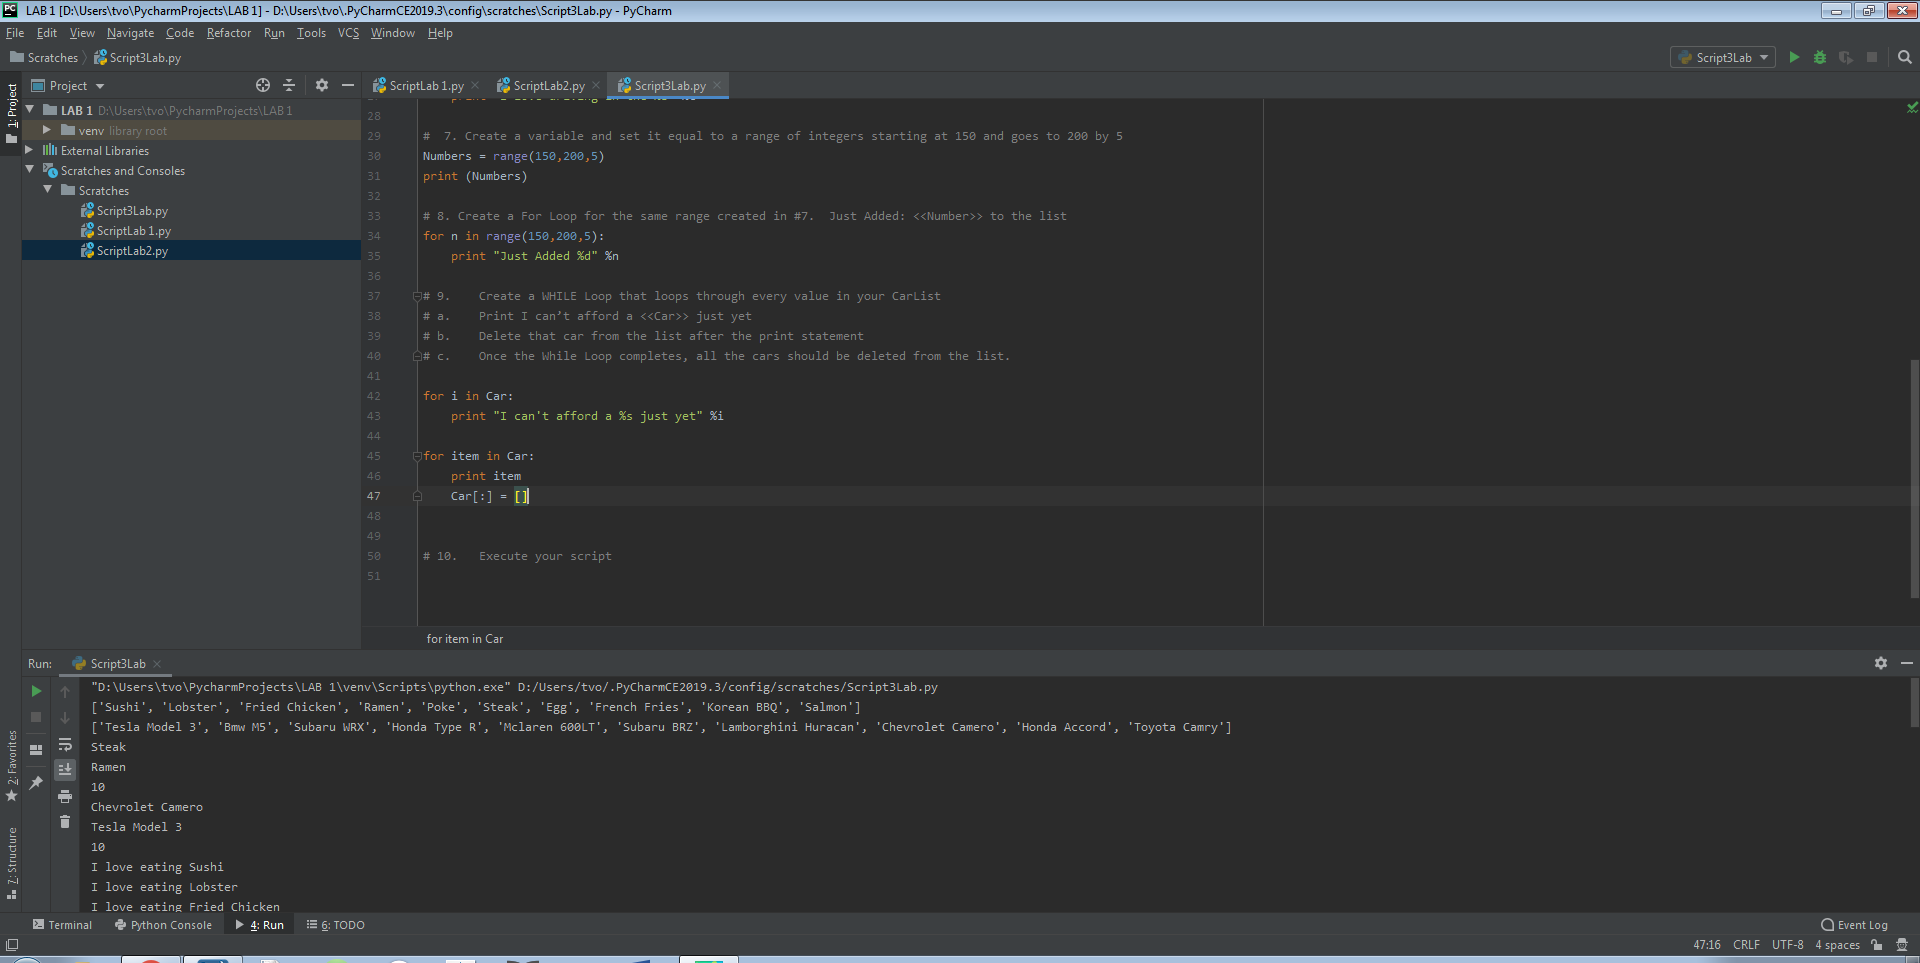 LAB 1 [D:\Users\tvo\PycharmProjects\LAB 1] - D:\Users\tvo\.PyCharmCE2019.3\config\scratches\Script3Lab.py - PyCharm
File Edit View Navigate Code Refactor Run Tools VCS Window Help
Scratches Script3Lab.py Script3Lab
1: Project
Project
ScriptLab 1.py ScriptLab2.py Script3Lab.py
LAB 1 D:\Users\tvo\PycharmProjects\LAB 1
venv library root
External Libraries
Scratches and Consoles
Scratches
Script3Lab.py
ScriptLab 1.py
ScriptLab2.py
28
29 # 7. Create a variable and set it equal to a range of integers starting at 150 and goes to 200 by 5
30 Numbers = range(150,200,5)
31 print (Numbers)
32
33 # 8. Create a For Loop for the same range created in #7. Just Added: <<Number>> to the list
34 for n in range(150,200,5):
35 print "Just Added %d" %n
36
37 # 9. Create a WHILE Loop that loops through every value in your CarList
38 # a. Print I can’t afford a <<Car>> just yet
39 # b. Delete that car from the list after the print statement
40 # c. Once the While Loop completes, all the cars should be deleted from the list.
41
42 for i in Car:
43 print "I can't afford a %s just yet" %i
44
45 for item in Car:
46 print item
47 Car[:] = []
48
49
50 # 10. Execute your script
51
for item in Car
Run: Script3Lab
"D:\Users\tvo\PycharmProjects\LAB 1\venv\Scripts\python.exe" D:/Users/tvo/.PyCharmCE2019.3/config/scratches/Script3Lab.py
['Sushi', 'Lobster', 'Fried Chicken', 'Ramen', 'Poke', 'Steak', 'Egg', 'French Fries', 'Korean BBQ', 'Salmon']
['Tesla Model 3', 'Bmw M5', 'Subaru WRX', 'Honda Type R', 'Mclaren 600LT', 'Subaru BRZ', 'Lamborghini Huracan', 'Chevrolet Camero', 'Honda Accord', 'Toyota Camry']
Steak
Ramen
10
Chevrolet Camero
Tesla Model 3
10
I love eating Sushi
I love eating Lobster
I love eating Fried Chicken
2: Favorites
7: Structure
Terminal Python Console 4: Run 6: TODO Event Log
47:16 CRLF UTF-8 4 spaces